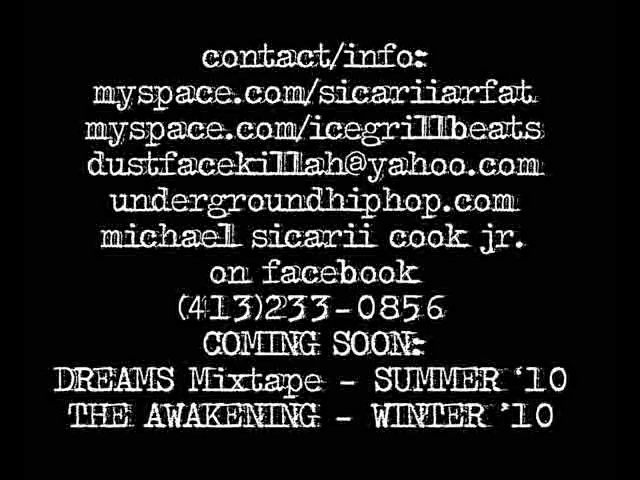 contact/info:
myspace.com/sicariiarfat
myspace.com/icegrillbeats
dustfacekillah@yahoo.com
undergroundhiphop.com
michael sicarii cook jr.
on facebook
(413)233-0856
COMING SOON:
DREAMS Mixtape - SUMMER '10
THE AWAKENING - WINTER '10